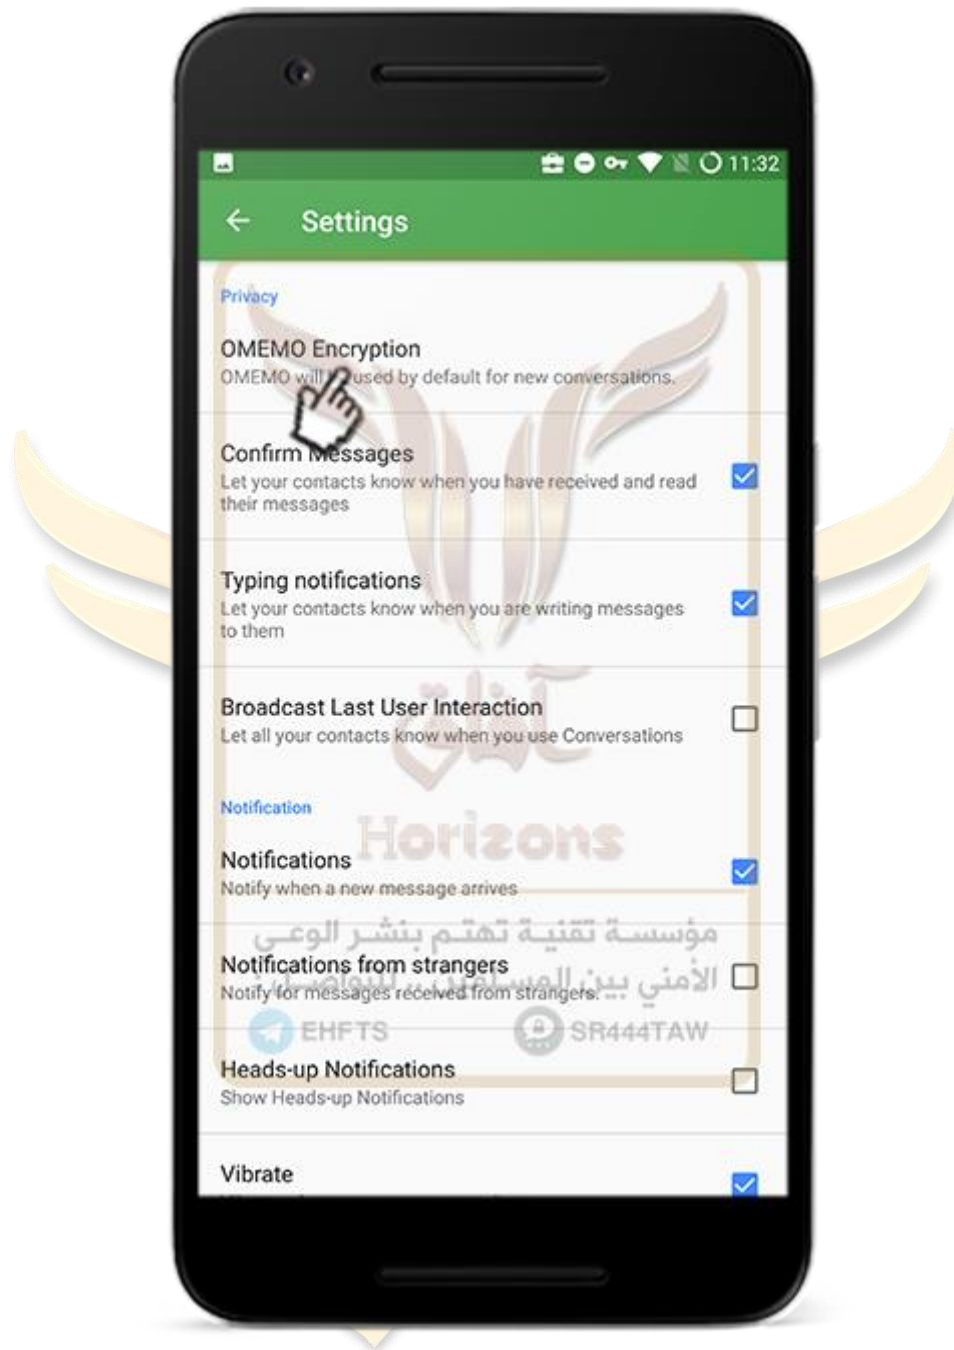 11:32
Settings
Privacy
OMEMO Encryption
OMEMO will be used by default for new conversations.
Confirm Messages
Let your contacts know when you have received and read
their messages
Typing notifications
Let your contacts know when you are writing messages
to them
Broadcast Last User Interaction
Let all your contacts know when you use Conversations
آفاق
Notification
Horizons
Notifications
Notify when a new message arrives
مؤسسة تقنية تهتم بنشر الوعي
الأمني بين المسلمين .. للتواصل :
Notifications from strangers
Notify for messages received from strangers.
EHFTS
SR444TAW
Heads-up Notifications
Show Heads-up Notifications
Vibrate